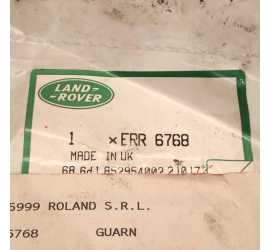 LAND-
-ROVER
1 ×ERR 6768
MADE IN UK
5999 ROLAND S.R.L.
6768 GUARN